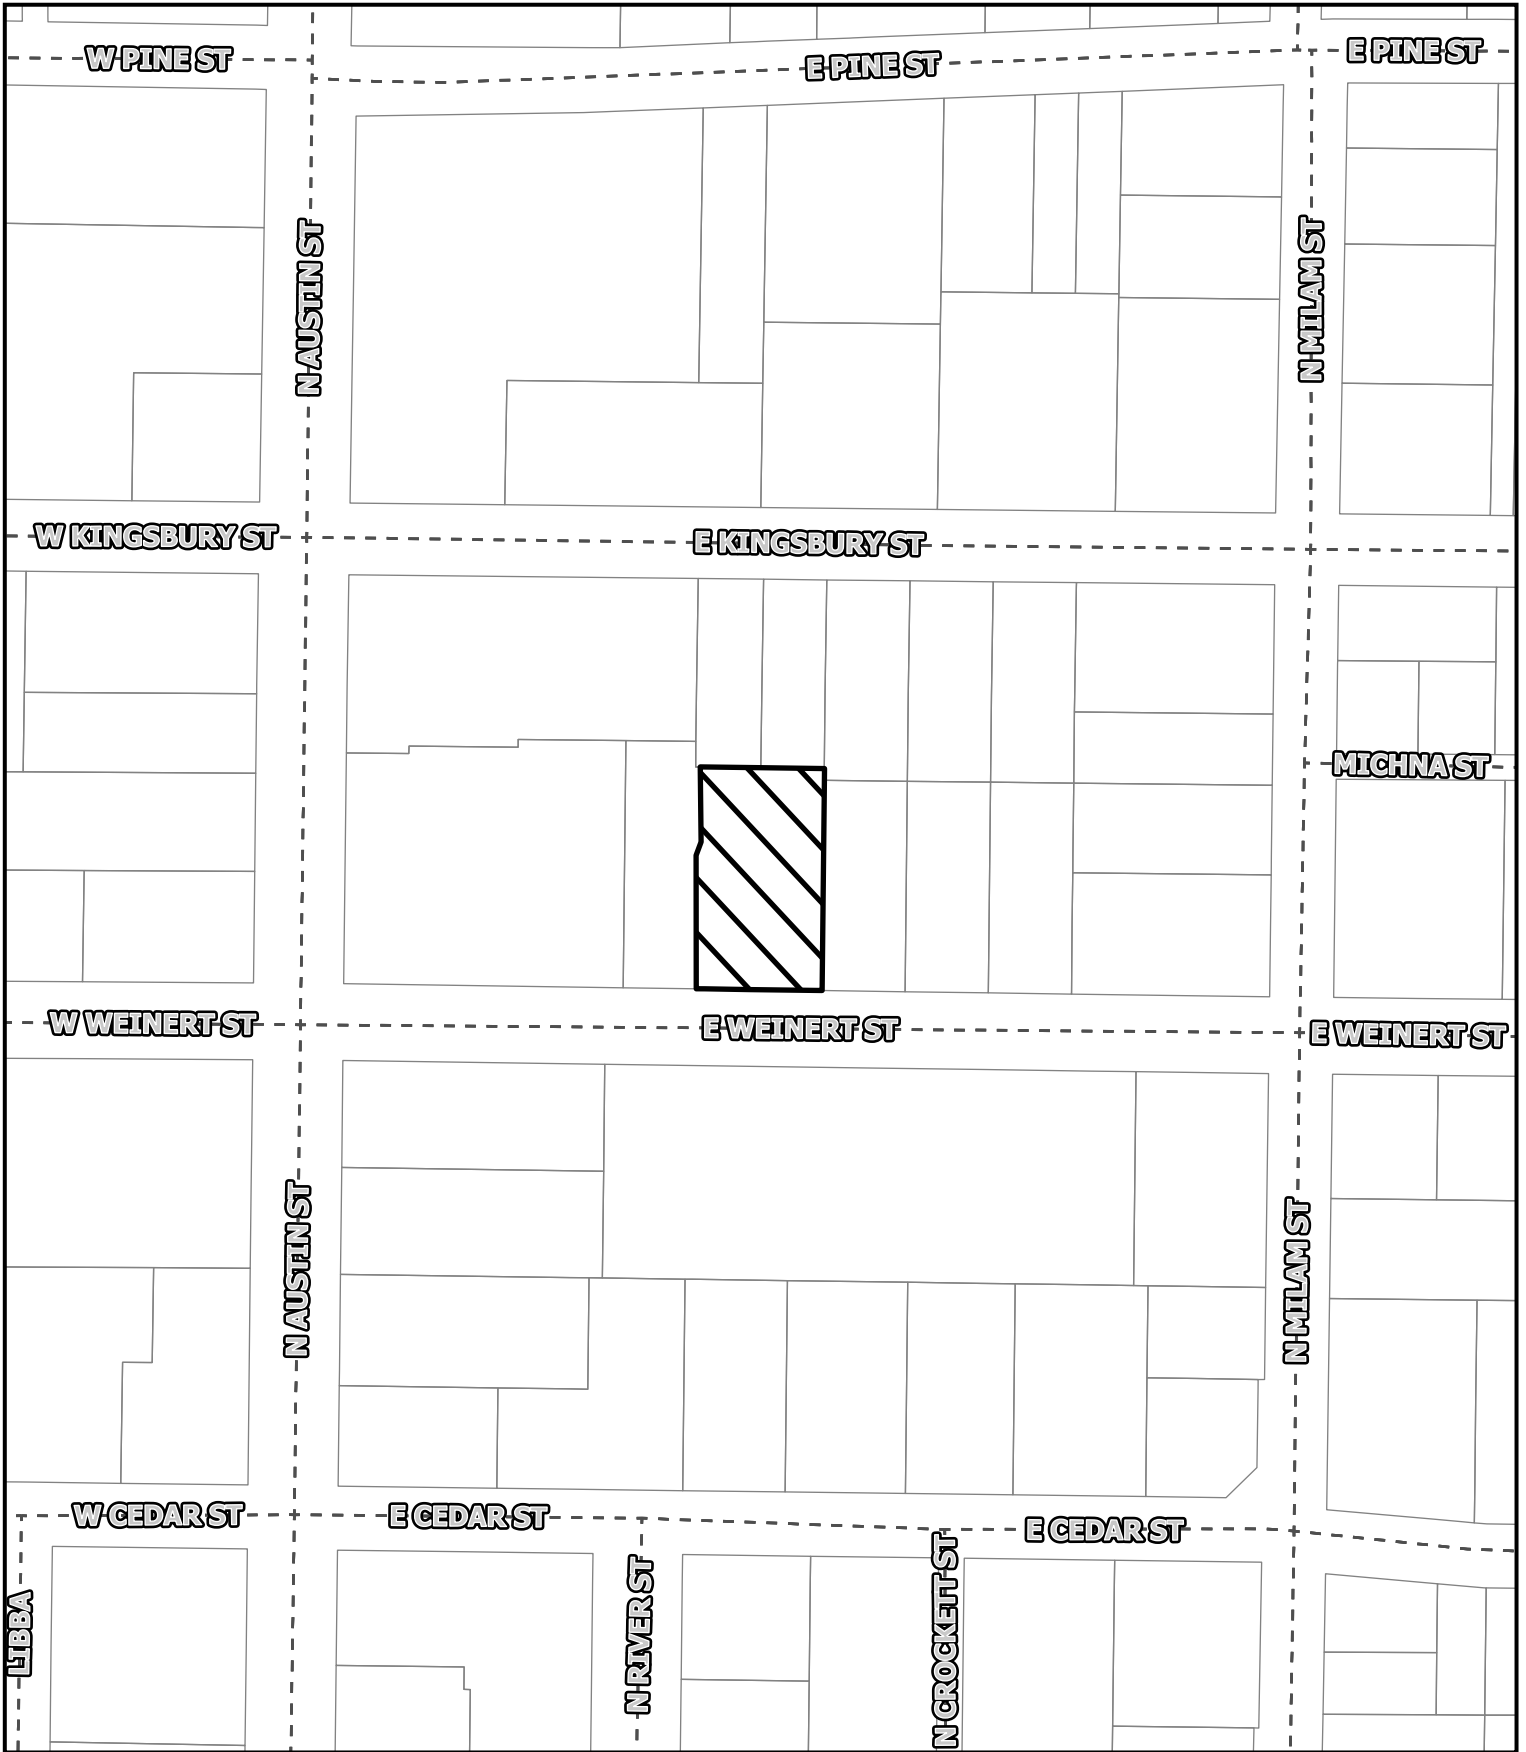 W PINE ST
E PINE ST
E PINE ST
N AUSTIN ST
N MILAM ST
W KINGSBURY ST
E KINGSBURY ST
MICHNA ST
W WEINERT ST
E WEINERT ST
E WEINERT ST
N AUSTIN ST
N MILAM ST
W CEDAR ST
E CEDAR ST
E CEDAR ST
LIBBA
N RIVER ST
N CROCKETT ST